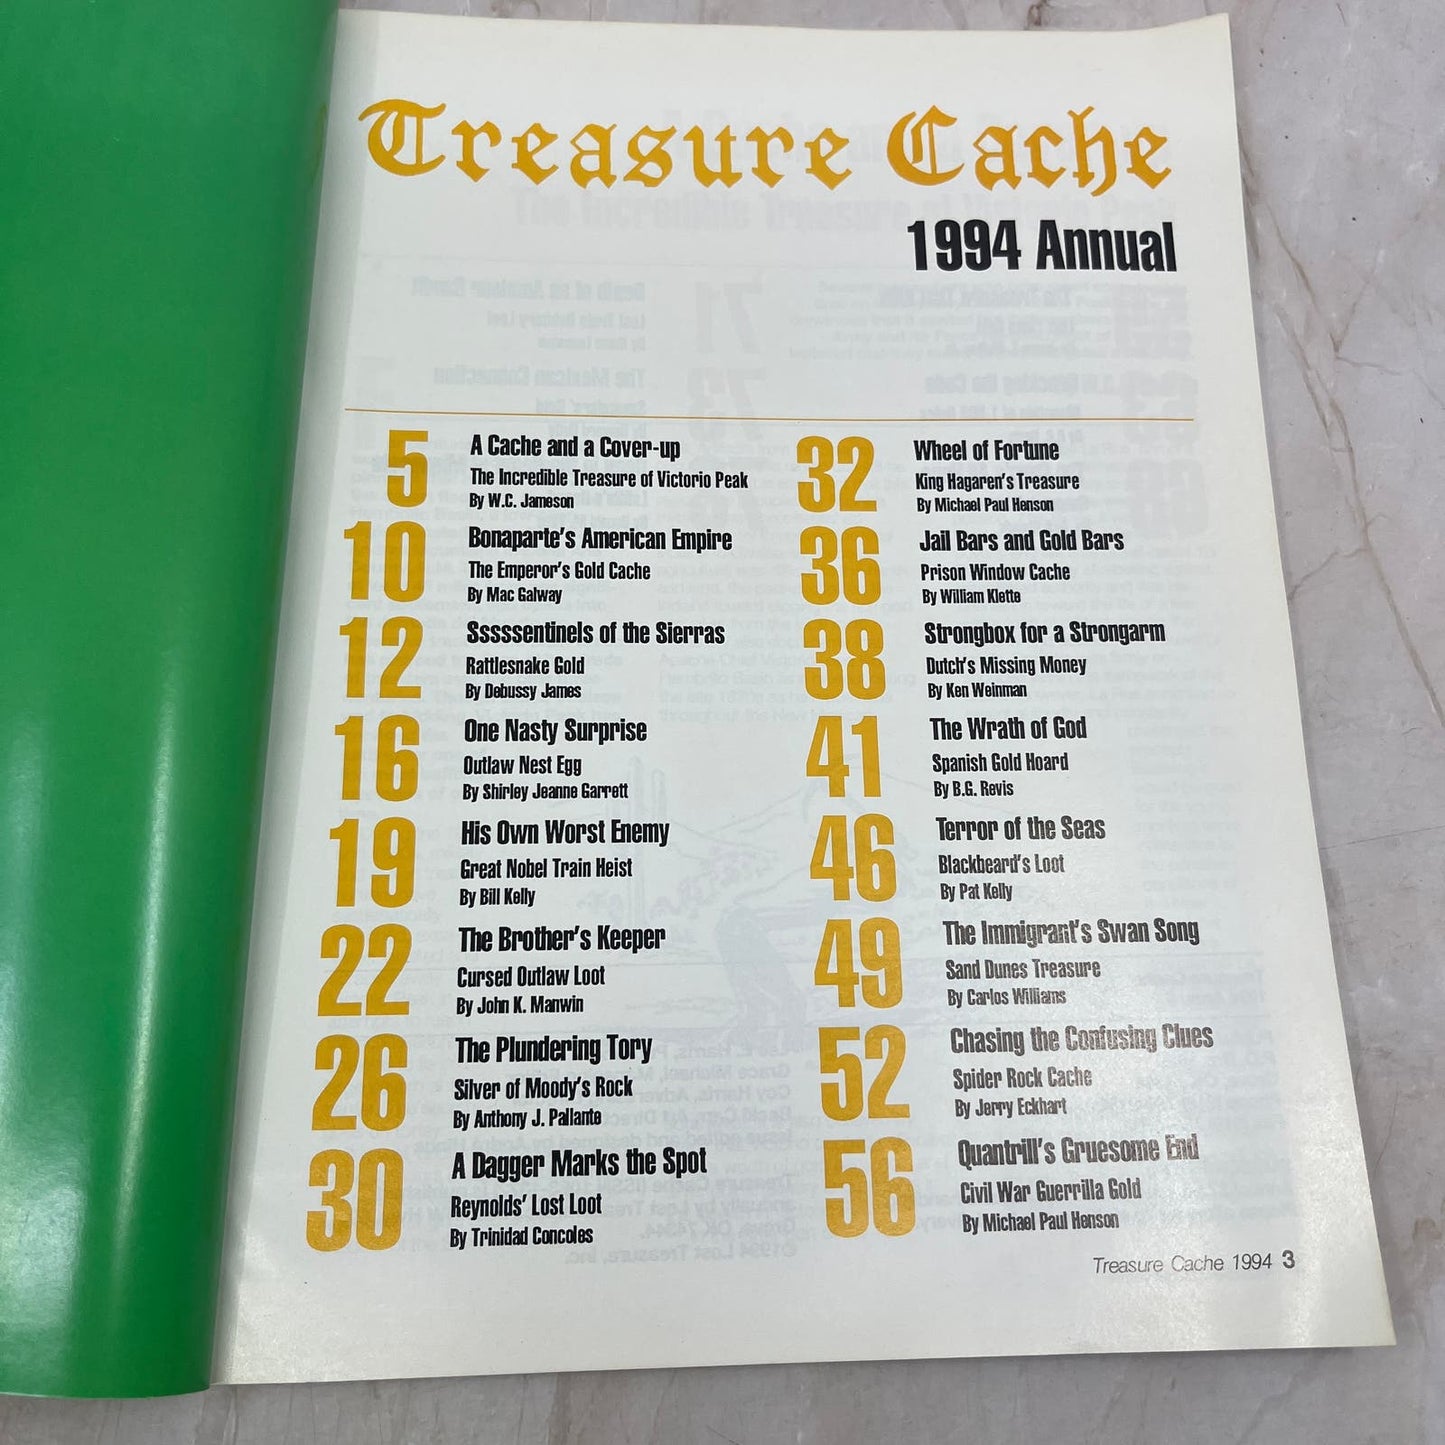 Treasure Cache
1994 Annual
5
A Cache and a Cover-up
The Incredible Treasure of Victorio Peak
By W.C. Jameson
10
Bonaparte's American Empire
The Emperor's Gold Cache
By Mac Galway
12
Sssssentinels of the Sierras
Rattlesnake Gold
By Debussy James
16
One Nasty Surprise
Outlaw Nest Egg
By Shirley Jeanne Garrett
19
His Own Worst Enemy
Great Nobel Train Heist
By Bill Kelly
22
The Brother's Keeper
Cursed Outlaw Loot
By John K. Manwin
26
The Plundering Tory
Silver of Moody's Rock
By Anthony J. Pallante
30
A Dagger Marks the Spot
Reynolds' Lost Loot
By Trinidad Concoles
32
Wheel of Fortune
King Hagaren's Treasure
By Michael Paul Henson
36
Jail Bars and Gold Bars
Prison Window Cache
By William Klette
38
Strongbox for a Strongarm
Dutch's Missing Money
By Ken Weinman
41
The Wrath of God
Spanish Gold Hoard
By B.G. Revis
46
Terror of the Seas
Blackbeard's Loot
By Pat Kelly
49
The Immigrant's Swan Song
Sand Dunes Treasure
By Carlos Williams
52
Chasing the Confusing Clues
Spider Rock Cache
By Jerry Eckhart
56
Quantrill's Gruesome End
Civil War Guerrilla Gold
By Michael Paul Henson
Treasure Cache 1994 3